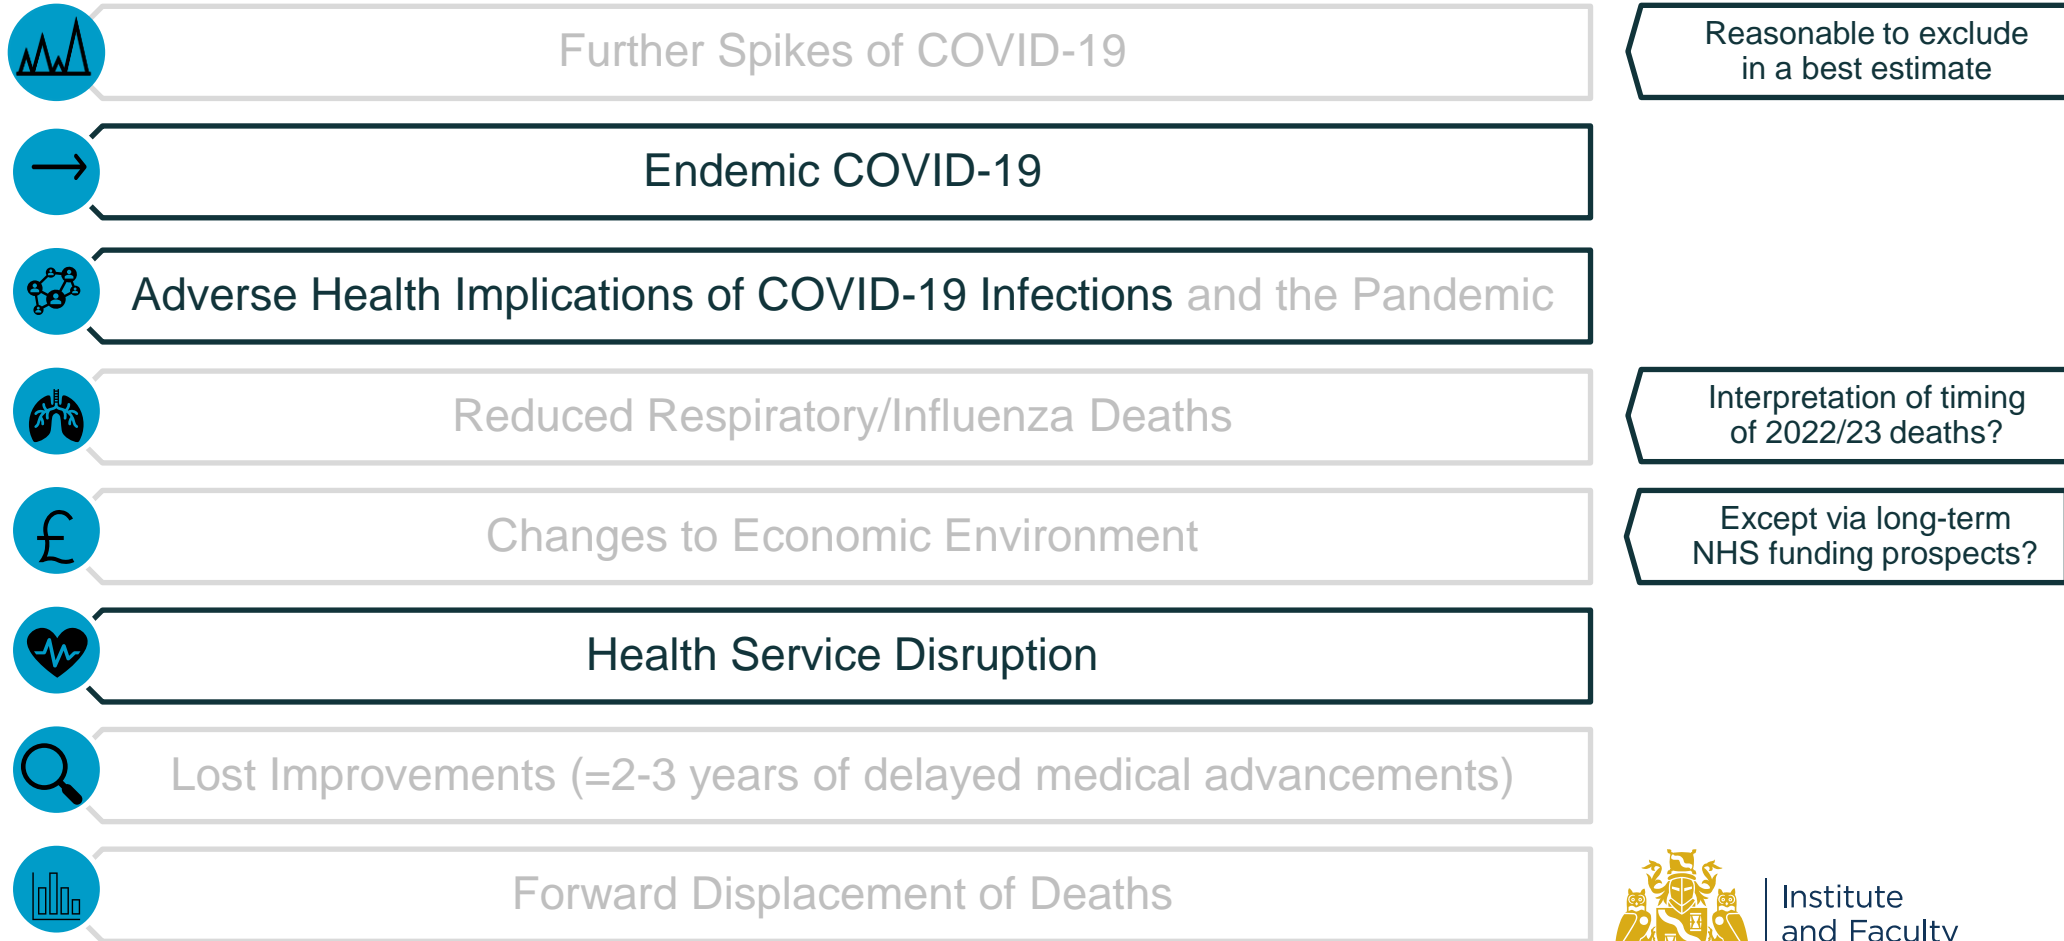 Further Spikes of COVID-19
Reasonable to exclude
in a best estimate
Endemic COVID-19
Adverse Health Implications of COVID-19 Infections and the Pandemic
Reduced Respiratory/Influenza Deaths
Interpretation of timing
of 2022/23 deaths?
£
Changes to Economic Environment
Except via long-term
NHS funding prospects?
Health Service Disruption
Lost Improvements (=2-3 years of delayed medical advancements)
Forward Displacement of Deaths
Institute
and Faculty